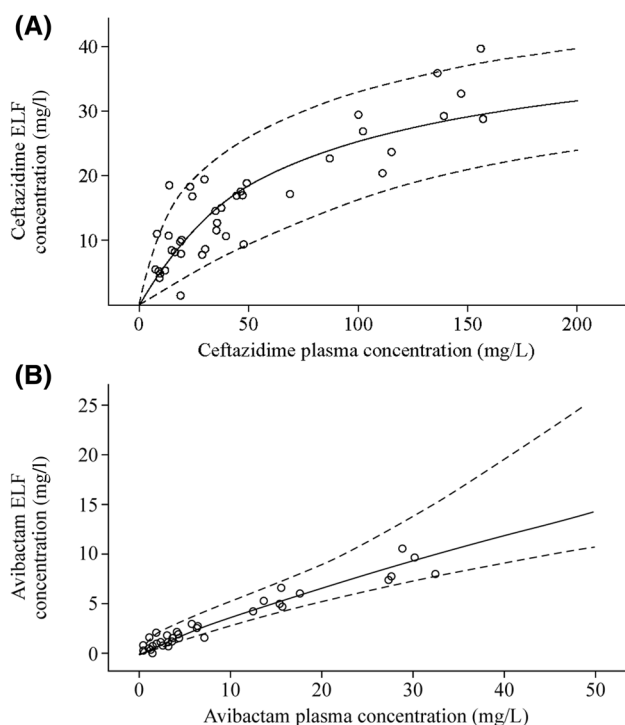 (A)
Ceftazidime ELF
concentration (mg/l)
40
30
20
10
0 50 100 150 200
Ceftazidime plasma concentration (mg/L)
(B)
Avibactam ELF
concentration (mg/l)
25
20
15
10
5
0
0 10 20 30 40 50
Avibactam plasma concentration (mg/L)